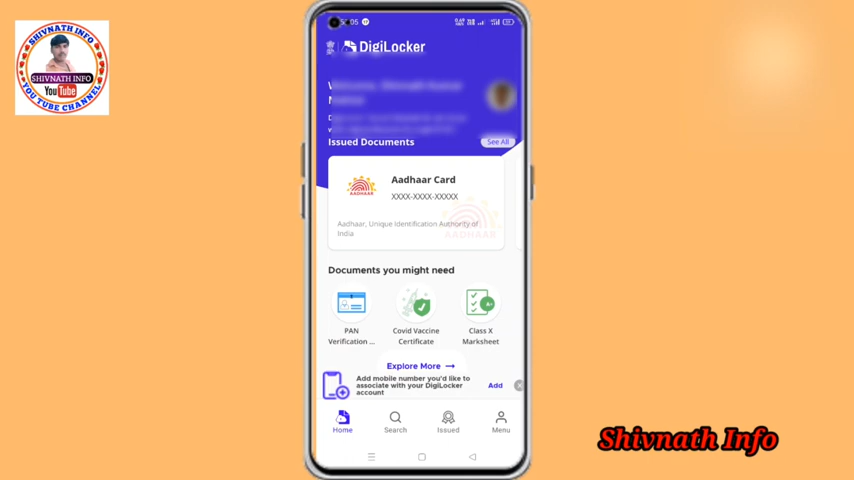 SHIVNATH INFO
SHIVNATH INFO
YouTube
YOU TUBE CHANNEL
DigiLocker
Issued Documents
See All
Aadhaar Card
XXXX-XXXX-XXXXX
AADHAAR
Aadhaar, Unique Identification Authority of
India
AADHAAR
Documents you might need
PAN
Verification ...
Covid Vaccine
Certificate
A+
Class X
Marksheet
Explore More →
Add mobile number you'd like to
associate with your DigiLocker
account
Add
Home
Search
Issued
Menu
Shivnath Info